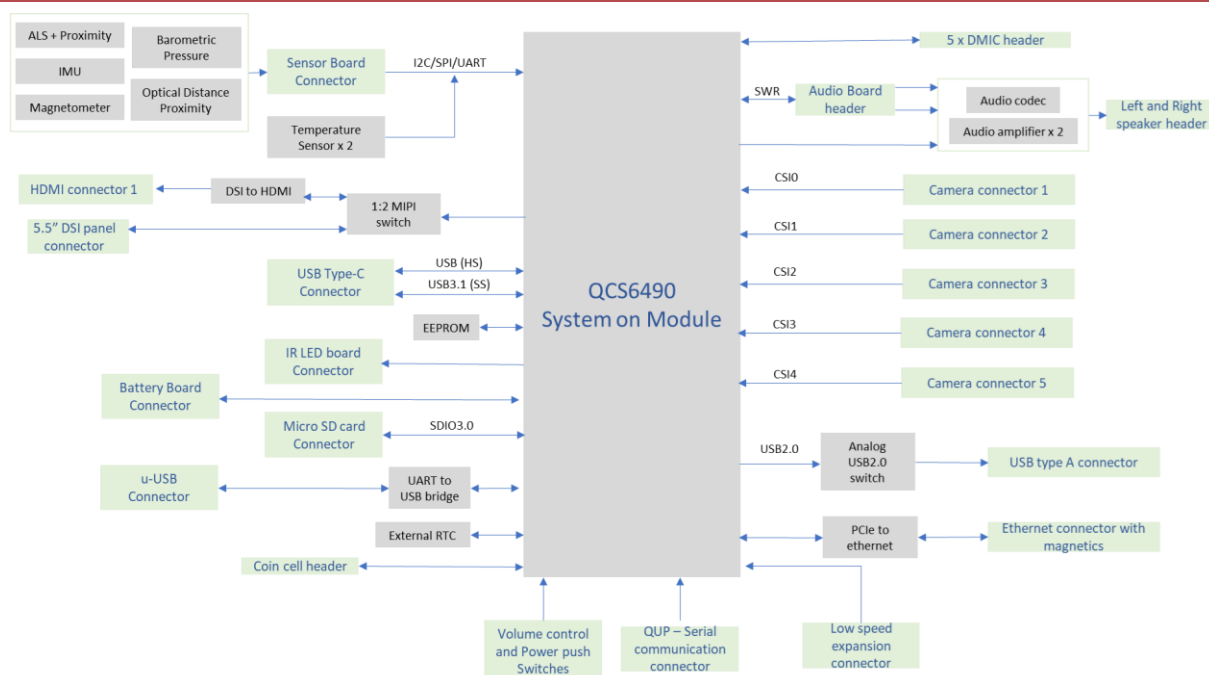 ALS + Proximity
IMU
Magnetometer
Barometric
Pressure
Optical Distance
Proximity
Sensor Board
Connector
I2C/SPI/UART
Temperature
Sensor x 2
HDMI connector 1
DSI to HDMI
1:2 MIPI
switch
5.5” DSI panel
connector
USB Type-C
Connector
USB (HS)
USB3.1 (SS)
EEPROM
IR LED board
Connector
Battery Board
Connector
Micro SD card
Connector
SDIO3.0
u-USB
Connector
UART to
USB bridge
External RTC
Coin cell header
QCS6490
System on Module
5 x DMIC header
SWR
Audio Board
header
Audio codec
Audio amplifier x 2
Left and Right
speaker header
CSI0
Camera connector 1
CSI1
Camera connector 2
CSI2
Camera connector 3
CSI3
Camera connector 4
CSI4
Camera connector 5
USB2.0
Analog
USB2.0
switch
USB type A connector
PCIe to
ethernet
Ethernet connector with
magnetics
Volume control
and Power push
Switches
QUP – Serial
communication
connector
Low speed
expansion
connector